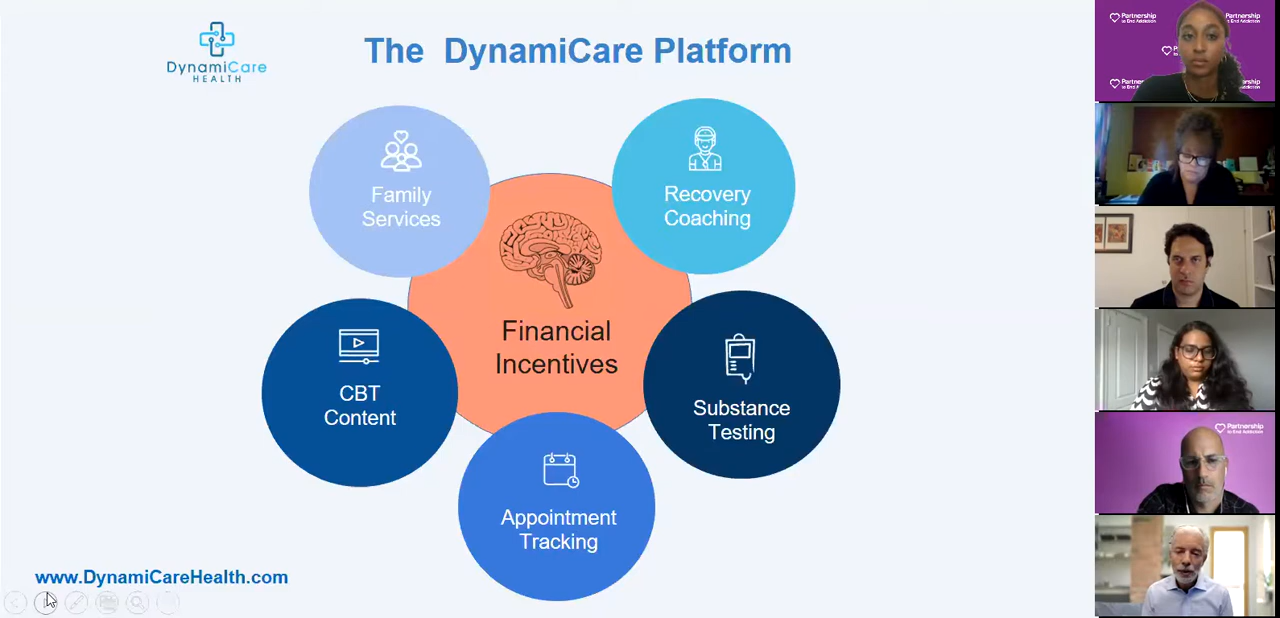 DynamiCare
HEALTH
The DynamiCare Platform
Family
Services
Recovery
Coaching
Financial
Incentives
CBT
Content
Substance
Testing
Appointment
Tracking
www.DynamiCareHealth.com
Partnership
Partnership
to End Addiction
Partnership
to End Addiction